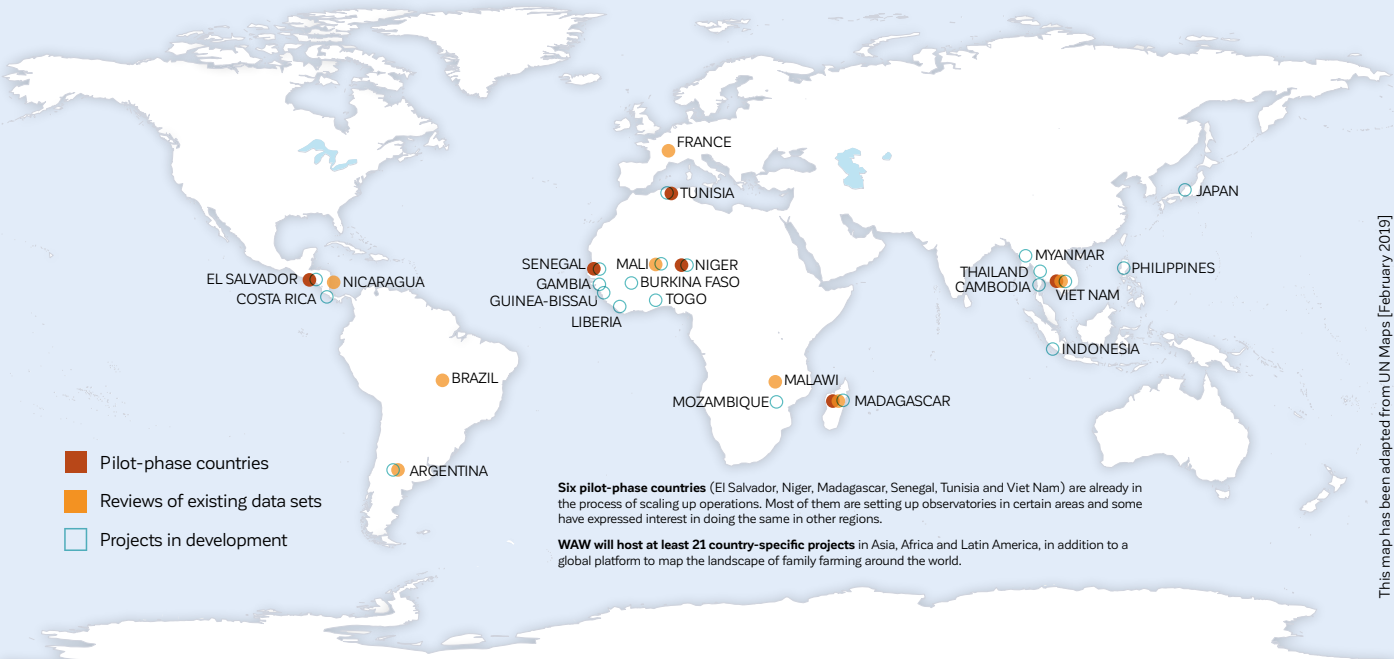 FRANCE
TUNISIA
JAPAN
SENEGAL
MALI
NIGER
MYANMAR
EL SALVADOR
NICARAGUA
GAMBIA
BURKINA FASO
THAILAND
PHILIPPINES
COSTA RICA
GUINEA-BISSAU
TOGO
CAMBODIA
VIET NAM
LIBERIA
INDONESIA
BRAZIL
MALAWI
MOZAMBIQUE
MADAGASCAR
ARGENTINA
Pilot-phase countries
Reviews of existing data sets
Projects in development
Six pilot-phase countries (El Salvador, Niger, Madagascar, Senegal, Tunisia and Viet Nam) are already in
the process of scaling up operations. Most of them are setting up observatories in certain areas and some
have expressed interest in doing the same in other regions.
WAW will host at least 21 country-specific projects in Asia, Africa and Latin America, in addition to a
global platform to map the landscape of family farming around the world.
This map has been adapted from UN Maps [February 2019]